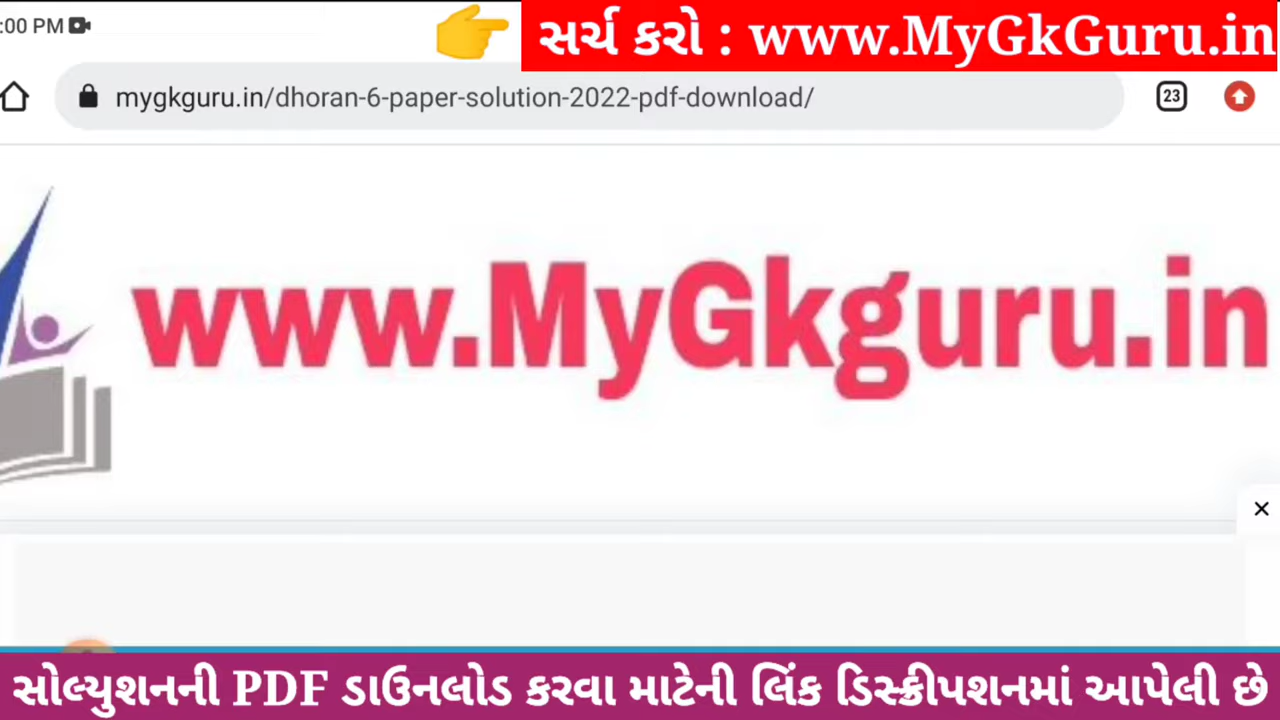 :00 PM
👉 સર્ચ કરો : www.MyGkGuru.in
mygkguru.in/dhoran-6-paper-solution-2022-pdf-download/
23
www.MyGkguru.in
સોલ્યુશનની PDF ડાઉનલોડ કરવા માટેની લિંક ડિસ્ક્રીપશનમાં આપેલી છે